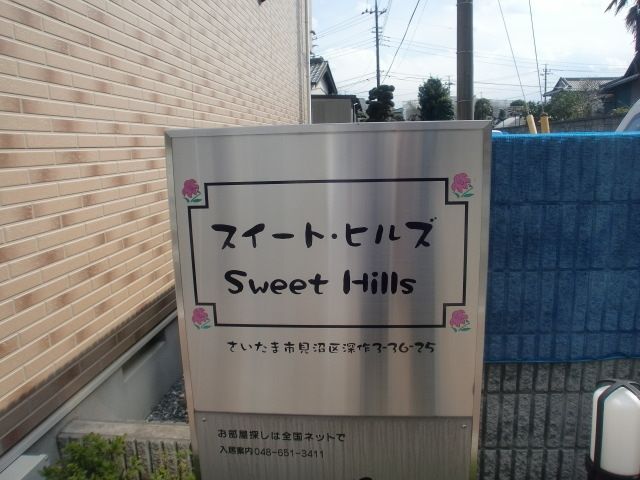 スイート・ヒルズ
Sweet Hills
さいたま市見沼区深作3-36-25
お部屋探しは全国ネットで
入居案内 048-651-3411